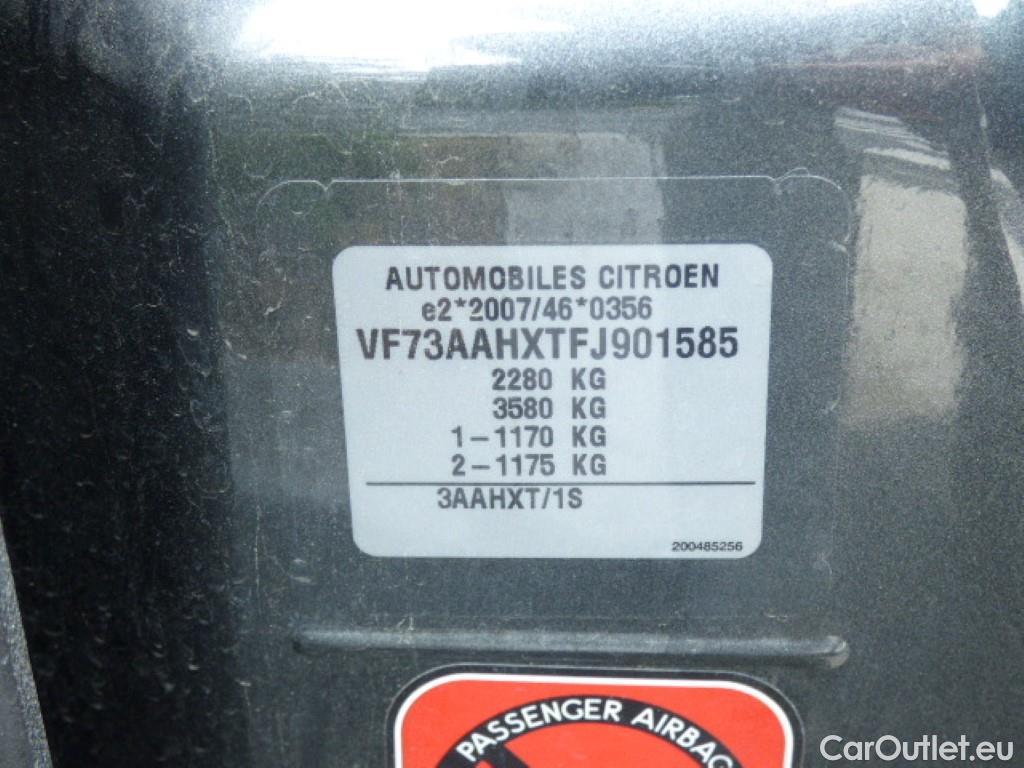 AUTOMOBILES CITROEN
e2*2007/46*0356
VF73AAHXTFJ901585
2280 KG
3580 KG
1-1170 KG
2-1175 KG
3AAHXT/1S
200485256
PASSENGER AIRBAG
CarOutlet.eu